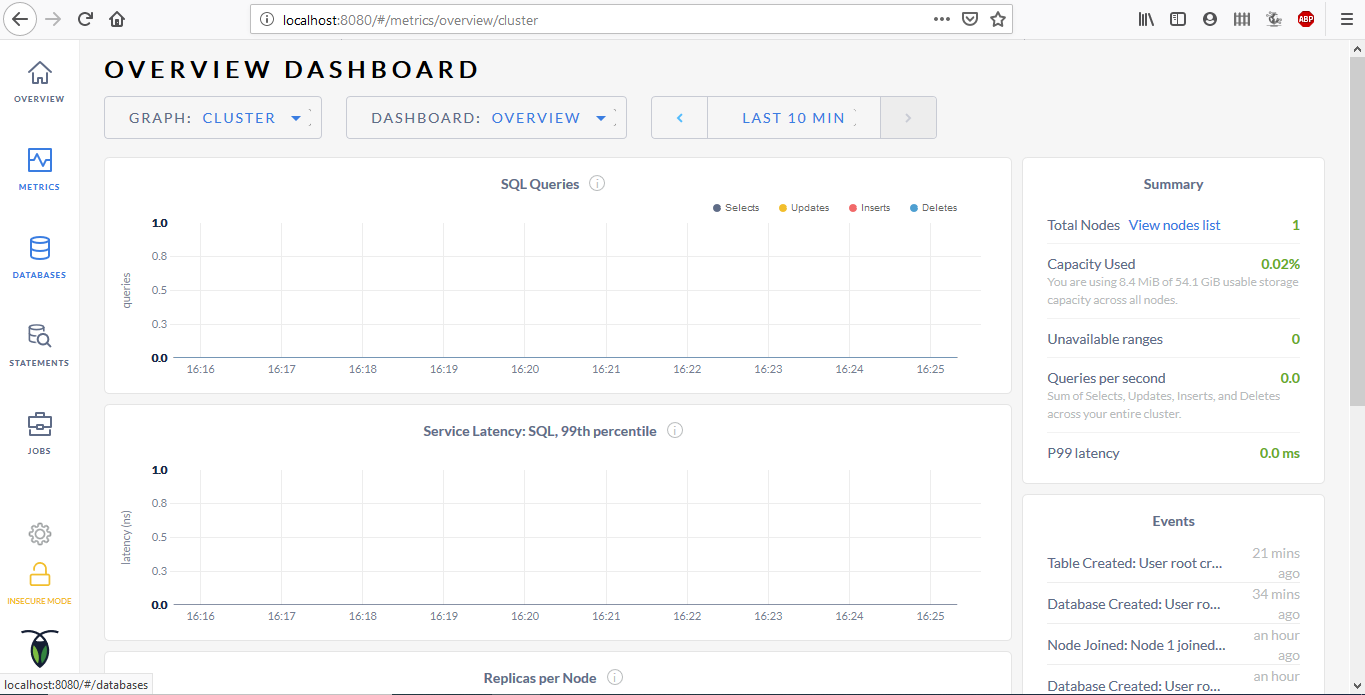 localhost:8080/#/metrics/overview/cluster
ABP
OVERVIEW
METRICS
DATABASES
STATEMENTS
JOBS
INSECURE MODE
OVERVIEW DASHBOARD
GRAPH: CLUSTER
DASHBOARD: OVERVIEW
LAST 10 MIN
SQL Queries
Selects Updates Inserts Deletes
queries
1.0
0.8
0.5
0.3
0.0
16:16 16:17 16:18 16:19 16:20 16:21 16:22 16:23 16:24 16:25
Service Latency: SQL, 99th percentile
latency (ns)
1.0
0.8
0.5
0.3
0.0
16:16 16:17 16:18 16:19 16:20 16:21 16:22 16:23 16:24 16:25
Replicas per Node
Summary
Total Nodes View nodes list 1
Capacity Used 0.02%
You are using 8.4 MiB of 54.1 GiB usable storage
capacity across all nodes.
Unavailable ranges 0
Queries per second 0.0
Sum of Selects, Updates, Inserts, and Deletes
across your entire cluster.
P99 latency 0.0 ms
Events
Table Created: User root cr... 21 mins
ago
Database Created: User ro... 34 mins
ago
Node Joined: Node 1 joined... an hour
ago
Database Created: User ro... an hour
localhost:8080/#/databases